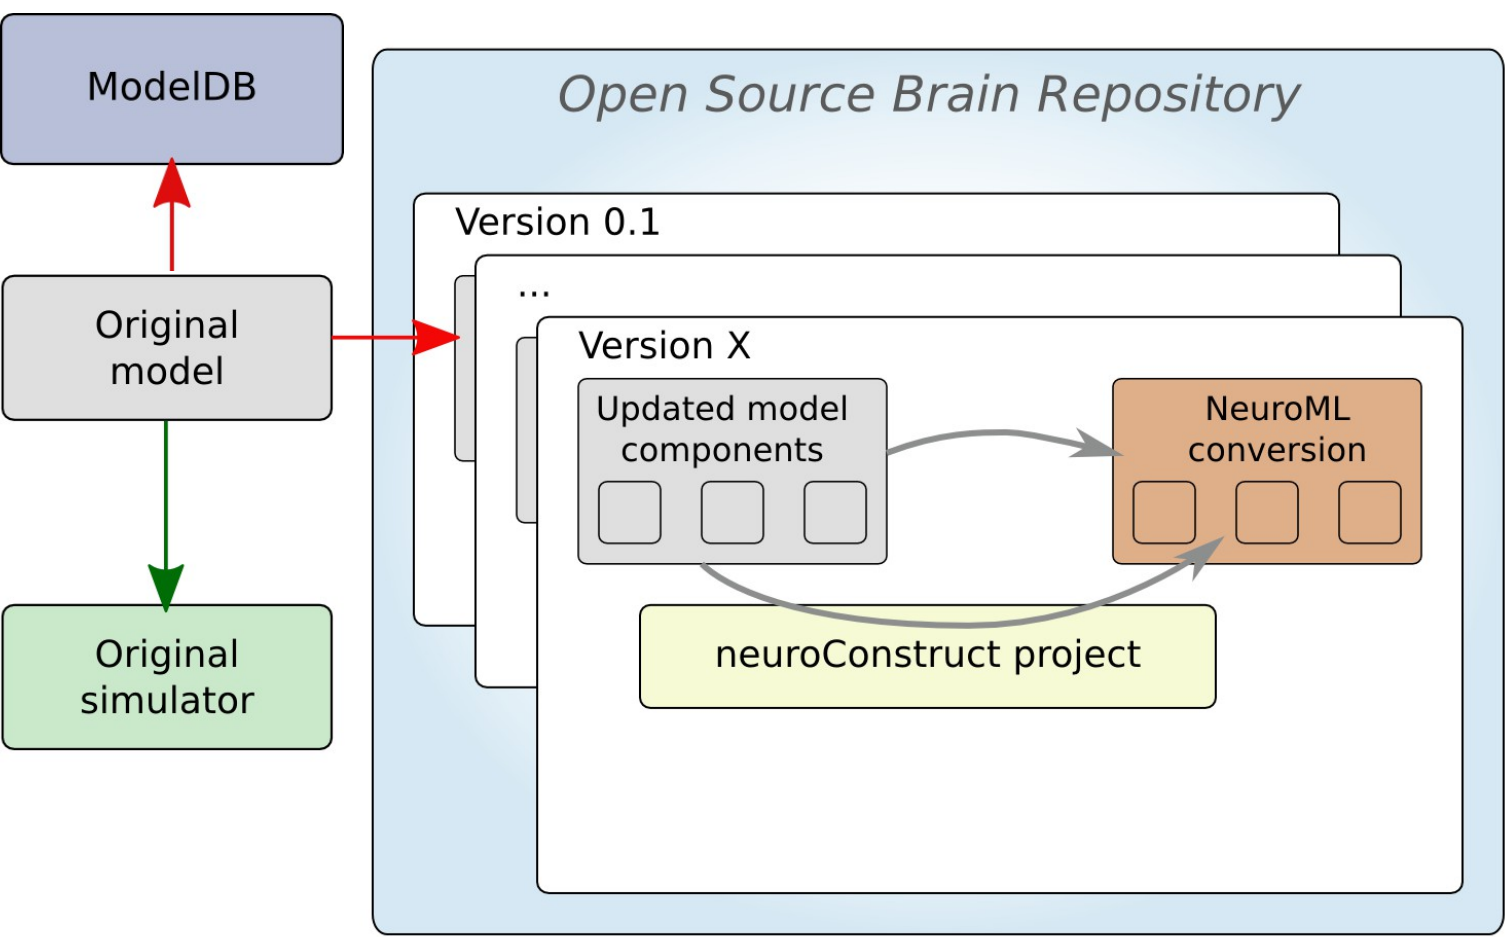 ModelDB
Open Source Brain Repository
Version 0.1
...
Original
model
Version X
Updated model
components
NeuroML
conversion
Original
simulator
neuroConstruct project